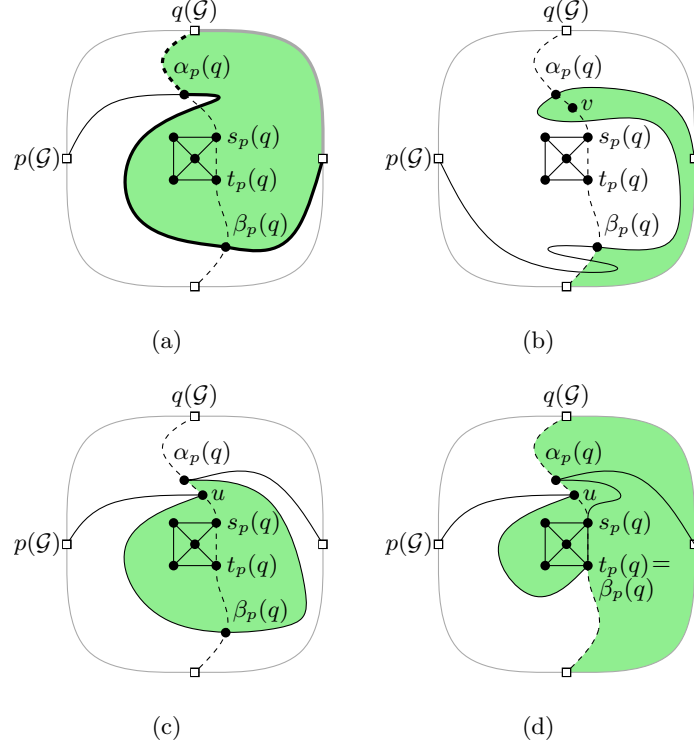 q(𝒢) q(𝒢)
α_p(q) α_p(q)
v
s_p(q) s_p(q)
p(𝒢) p(𝒢)
t_p(q) t_p(q)
β_p(q) β_p(q)
(a) (b)
q(𝒢) q(𝒢)
α_p(q) α_p(q)
u u
s_p(q) s_p(q)
p(𝒢) t_p(q) p(𝒢) t_p(q)=
β_p(q)
β_p(q)
(c) (d)